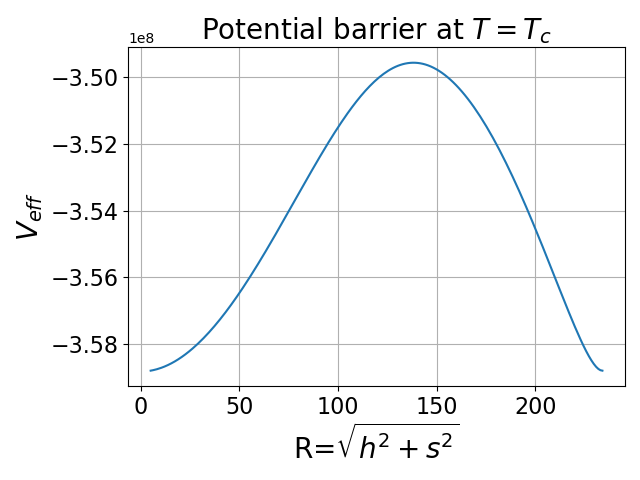 Potential barrier at T = T_c
1e8
−3.50
−3.52
−3.54
−3.56
−3.58
V_eff
0 50 100 150 200
R=√h² + s²